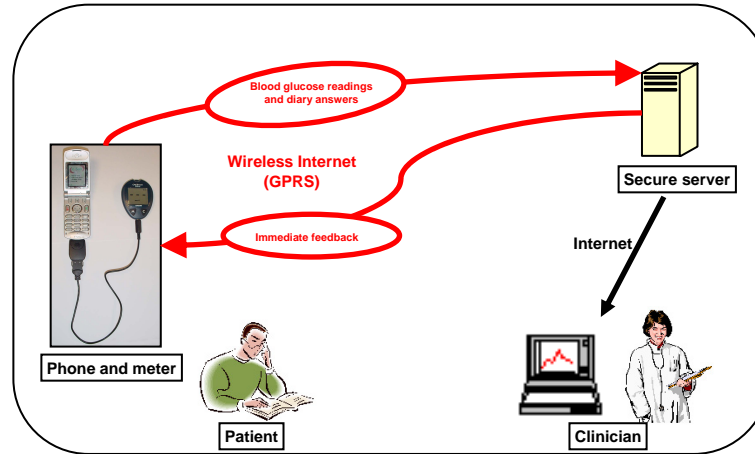 Blood glucose readings
and diary answers
Wireless Internet
(GPRS)
Secure server
Immediate feedback
Internet
Phone and meter
Patient
Clinician